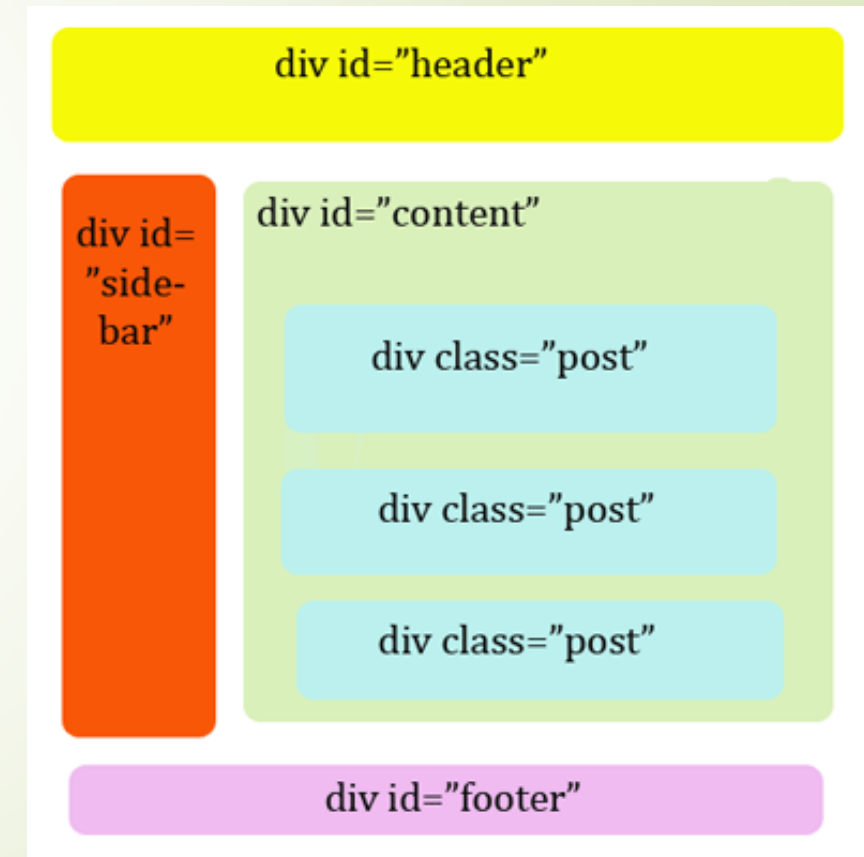 div id=”header”
div id=
”side-
bar”
div id=”content”
div class=”post”
div class=”post”
div class=”post”
div id=”footer”